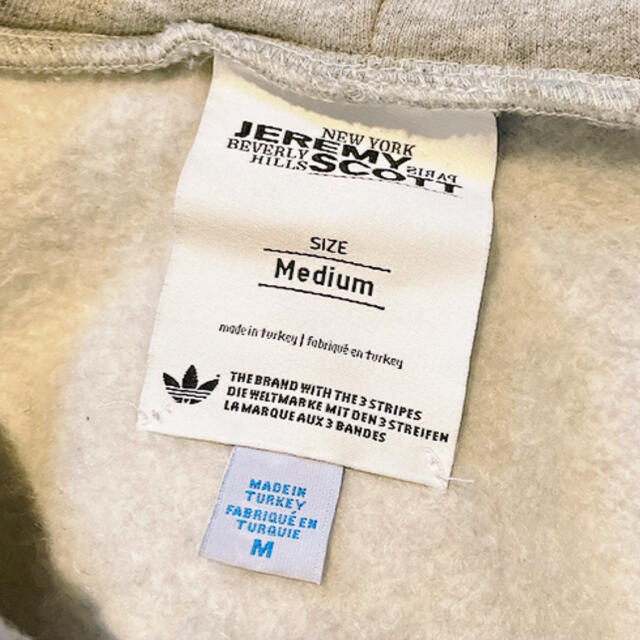 NEW YORK
JEREMY
BEVERLY
PARIS
HILLS SCOTT
SIZE
Medium
made in turkey | fabriqué en turkey
THE BRAND WITH THE 3 STRIPES
DIE WELTMARKE MIT DEN 3 STREIFEN
LA MARQUE AUX 3 BANDES
MADE IN
TURKEY
FABRIQUÉ EN
TURQUIE
M